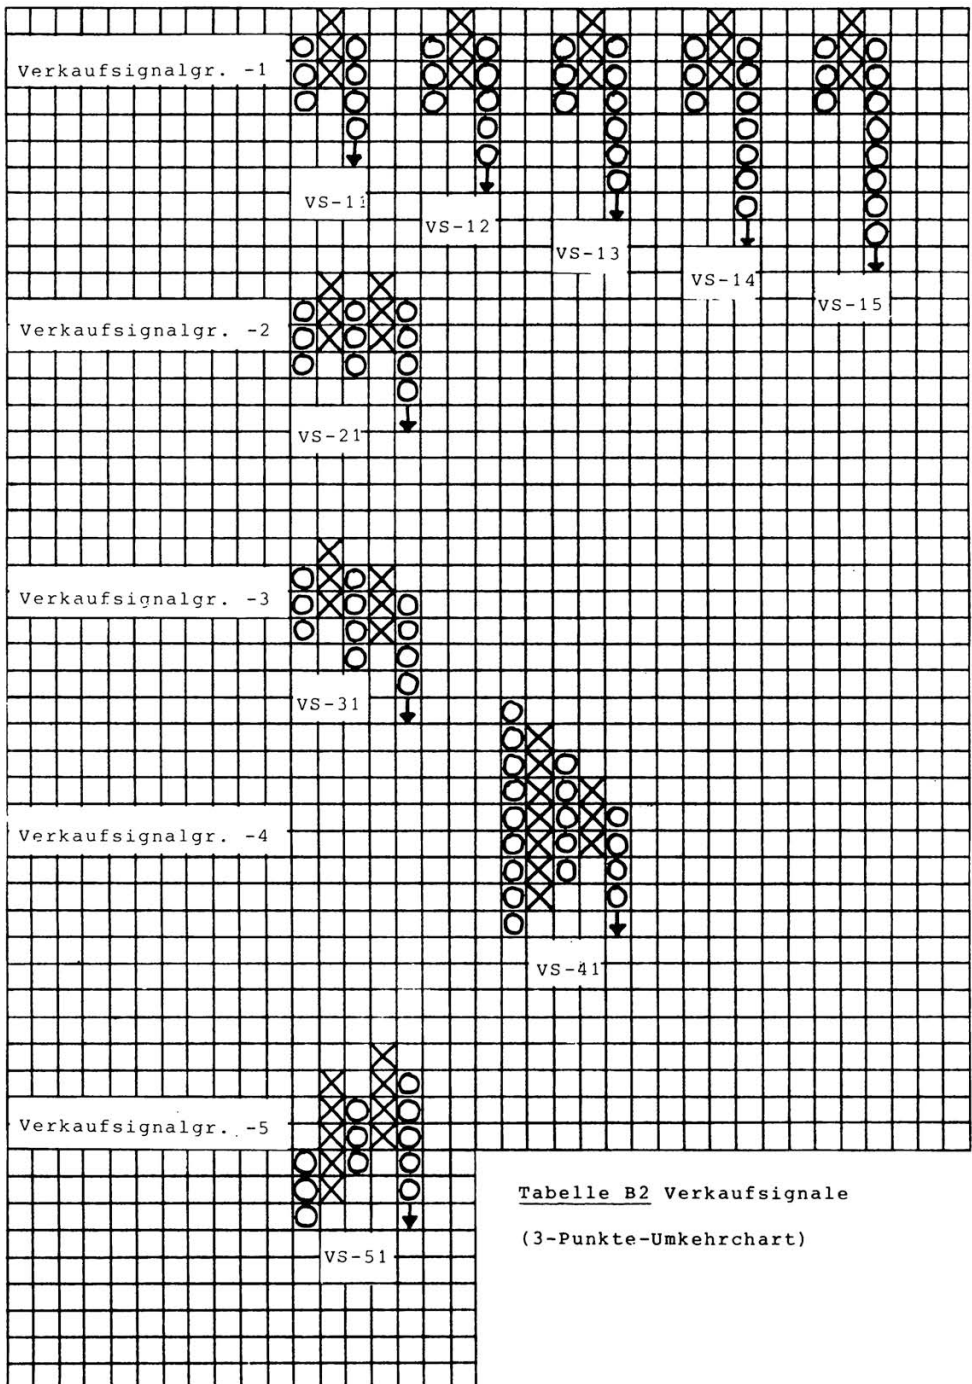 Verkaufsignalgr. -1
VS-11
VS-12
VS-13
VS-14
VS-15
Verkaufsignalgr. -2
VS-21
Verkaufsignalgr. -3
VS-31
Verkaufsignalgr. -4
VS-41
Verkaufsignalgr. -5
VS-51
Tabelle B2 Verkaufsignale
(3-Punkte-Umkehrchart)